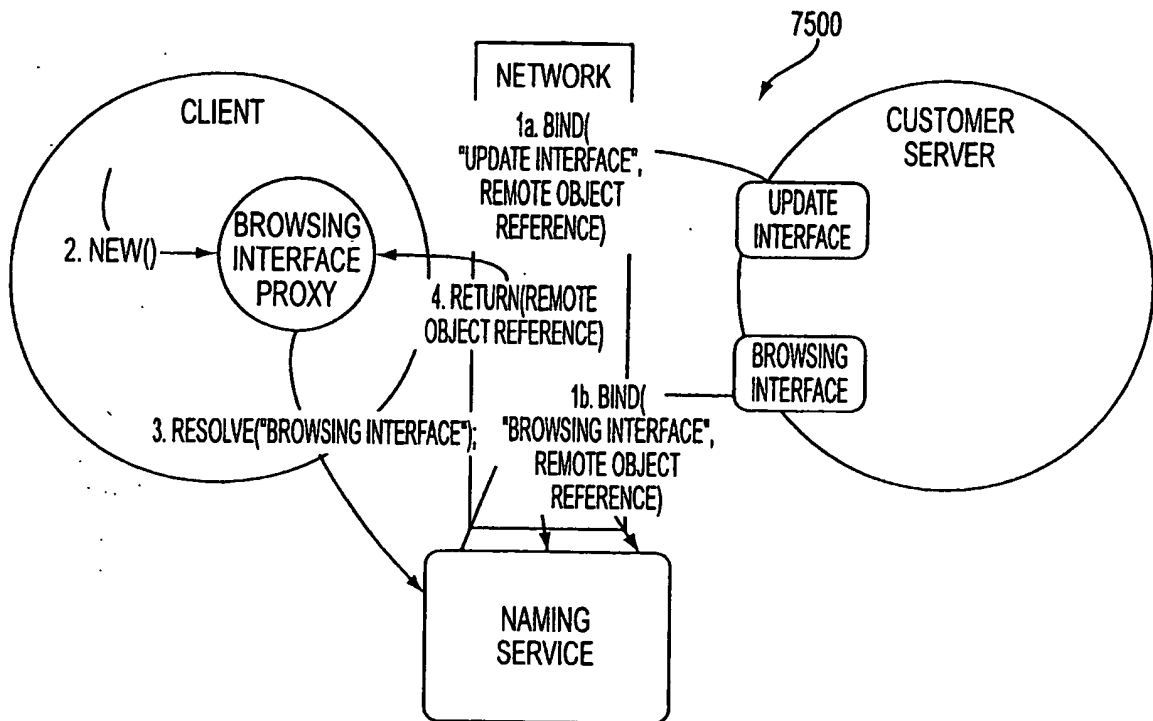 7500
NETWORK
CLIENT
CUSTOMER
SERVER
1a. BIND(
"UPDATE INTERFACE",
REMOTE OBJECT
REFERENCE)
UPDATE
INTERFACE
2. NEW()
BROWSING
INTERFACE
PROXY
4. RETURN(REMOTE
OBJECT REFERENCE)
BROWSING
INTERFACE
1b. BIND(
"BROWSING INTERFACE",
REMOTE OBJECT
REFERENCE)
3. RESOLVE("BROWSING INTERFACE");
NAMING
SERVICE